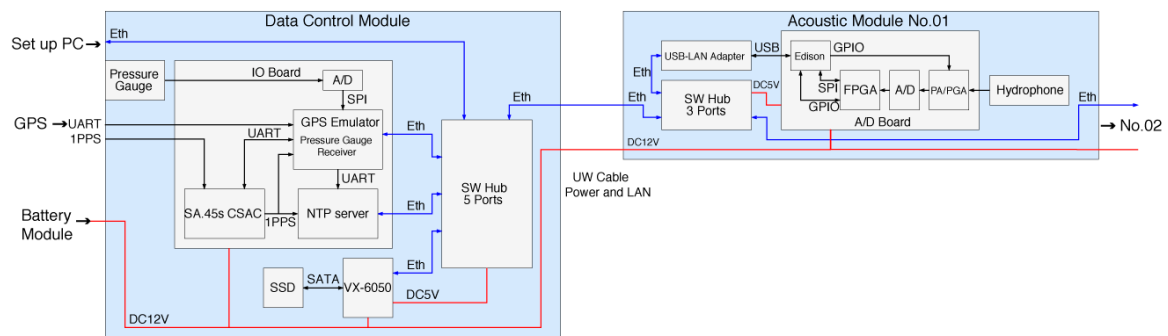 Data Control Module
Acoustic Module No.01
Set up PC
Eth
Pressure
Gauge
IO Board
A/D
SPI
GPS
UART
1PPS
GPS Emulator
Pressure Gauge
Receiver
UART
Eth
UART
SA.45s CSAC
1PPS
NTP server
Eth
Battery
Module
SSD
SATA
VX-6050
Eth
DC5V
DC12V
SW Hub
5 Ports
Eth
UW Cable
Power and LAN
DC12V
Eth
USB-LAN Adapter
USB
Eth
SW Hub
3 Ports
DC5V
Edison
GPIO
SPI
GPIO
FPGA
A/D
PA/PGA
Hydrophone
A/D Board
Eth
No.02